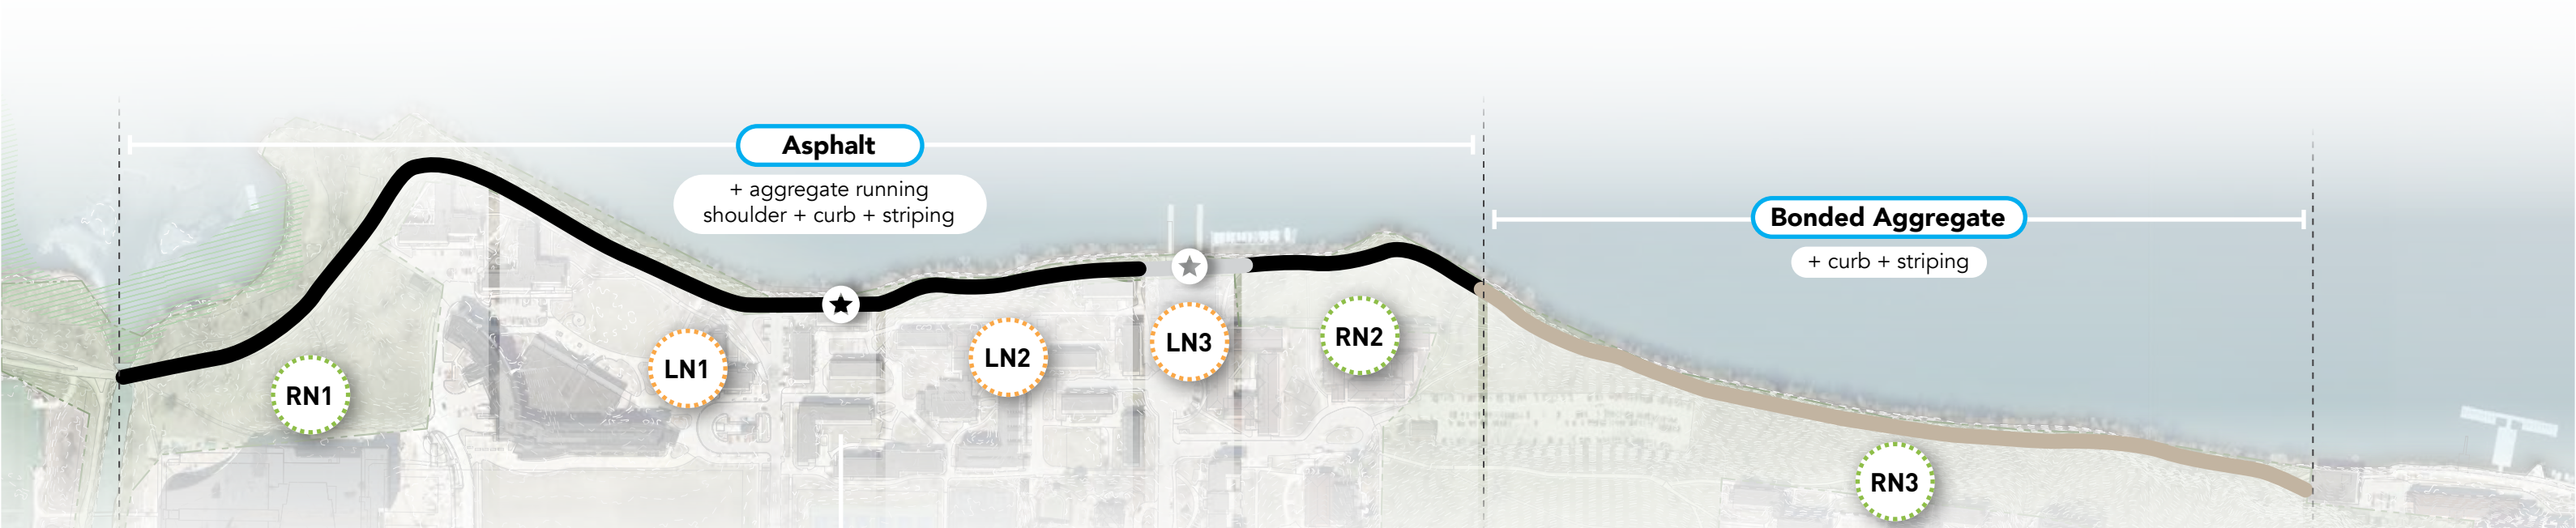 Asphalt
+ aggregate running
shoulder + curb + striping
Bonded Aggregate
+ curb + striping
RN1
LN1
LN2
LN3
RN2
RN3